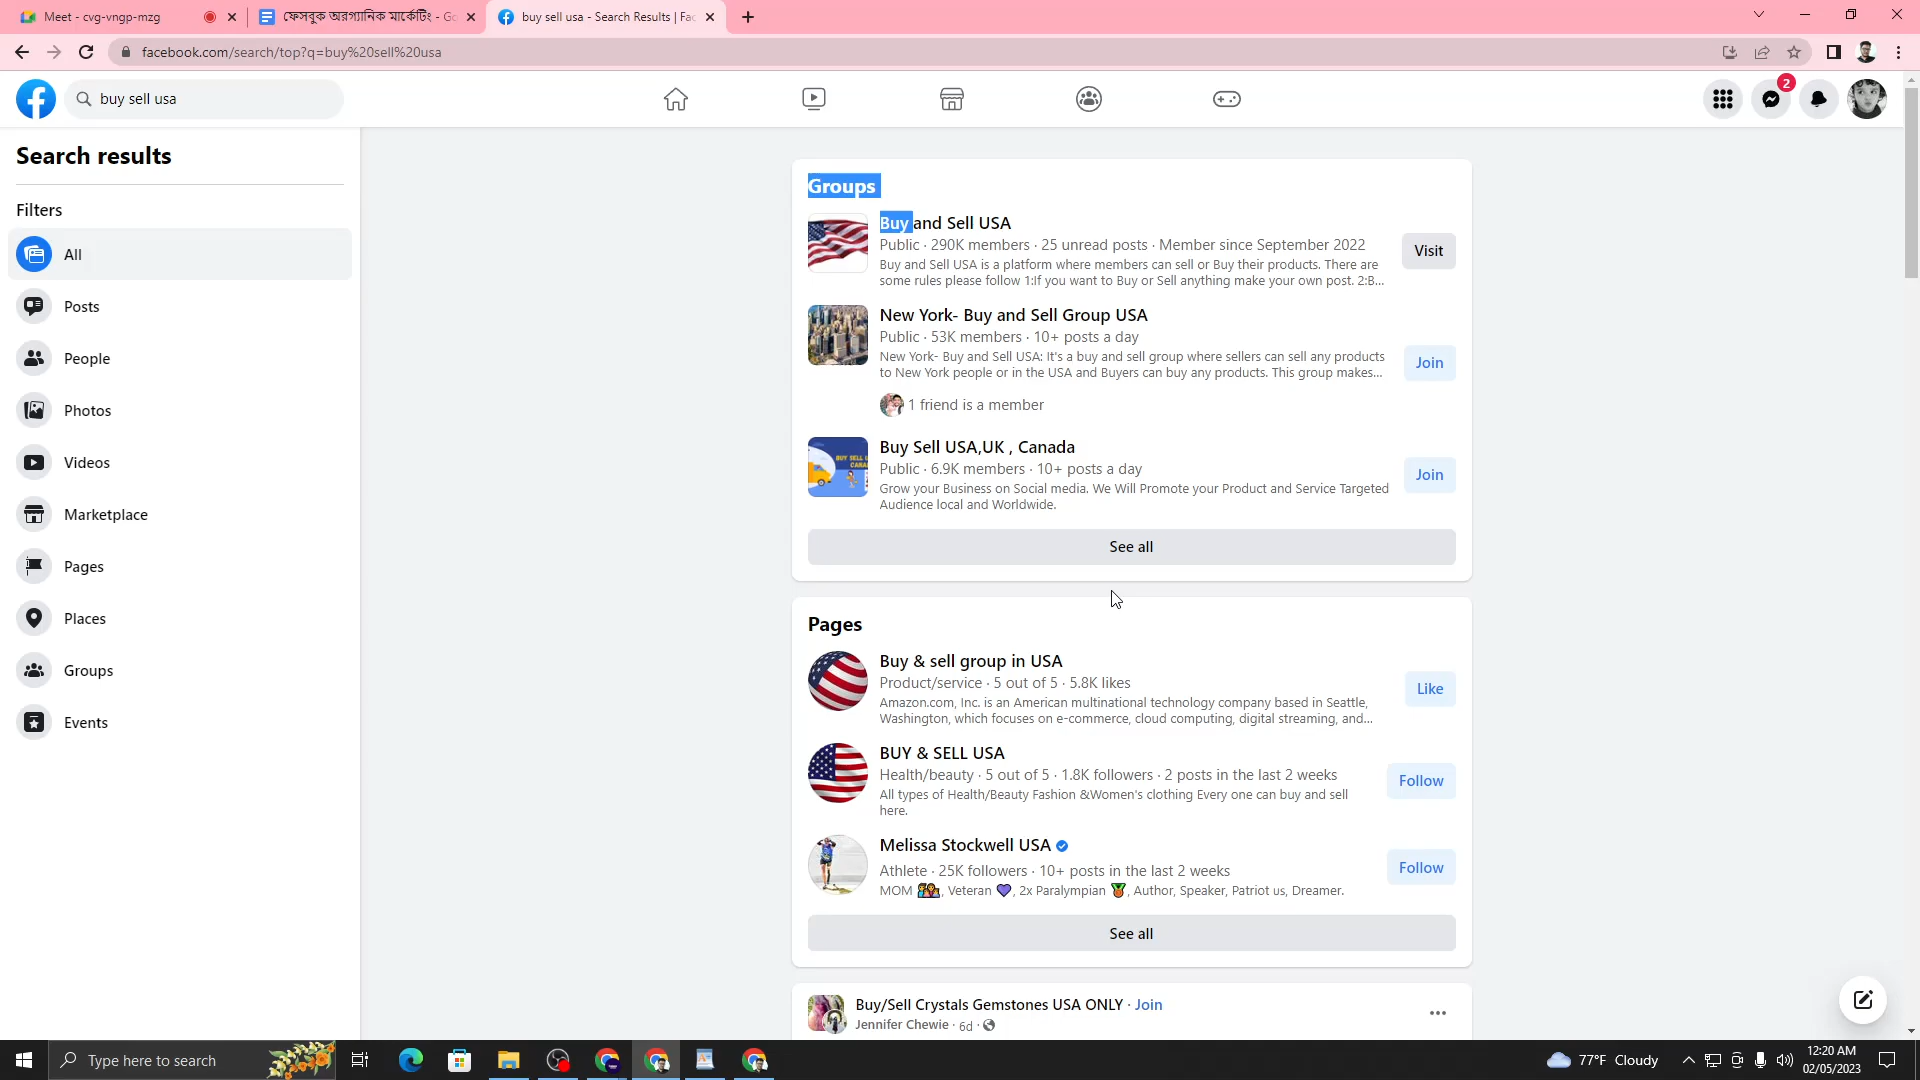 Meet - cvg-vngp-mzg
ফেসবুক অরগ্যানিক মার্কেটিং - Go
buy sell usa - Search Results | Fac
facebook.com/search/top?q=buy%20sell%20usa
buy sell usa
2
Search results
Filters
All
Posts
People
Photos
Videos
Marketplace
Pages
Places
Groups
Events
Groups
Buy and Sell USA
Public · 290K members · 25 unread posts · Member since September 2022
Buy and Sell USA is a platform where members can sell or Buy their products. There are
some rules please follow 1:If you want to Buy or Sell anything make your own post. 2:B...
Visit
New York- Buy and Sell Group USA
Public · 53K members · 10+ posts a day
New York- Buy and Sell USA: It's a buy and sell group where sellers can sell any products
to New York people or in the USA and Buyers can buy any products. This group makes...
Join
1 friend is a member
Buy Sell USA,UK , Canada
Public · 6.9K members · 10+ posts a day
Grow your Business on Social media. We Will Promote your Product and Service Targeted
Audience local and Worldwide.
Join
See all
Pages
Buy & sell group in USA
Product/service · 5 out of 5 · 5.8K likes
Amazon.com, Inc. is an American multinational technology company based in Seattle,
Washington, which focuses on e-commerce, cloud computing, digital streaming, and...
Like
BUY & SELL USA
Health/beauty · 5 out of 5 · 1.8K followers · 2 posts in the last 2 weeks
All types of Health/Beauty Fashion &Women's clothing Every one can buy and sell
here.
Follow
Melissa Stockwell USA
Athlete · 25K followers · 10+ posts in the last 2 weeks
MOM 👩‍👩‍👧, Veteran 💜, 2x Paralympian 🏅, Author, Speaker, Patriot us, Dreamer.
Follow
See all
Buy/Sell Crystals Gemstones USA ONLY · Join
Jennifer Chewie · 6d ·
Type here to search
77°F Cloudy
12:20 AM
02/05/2023